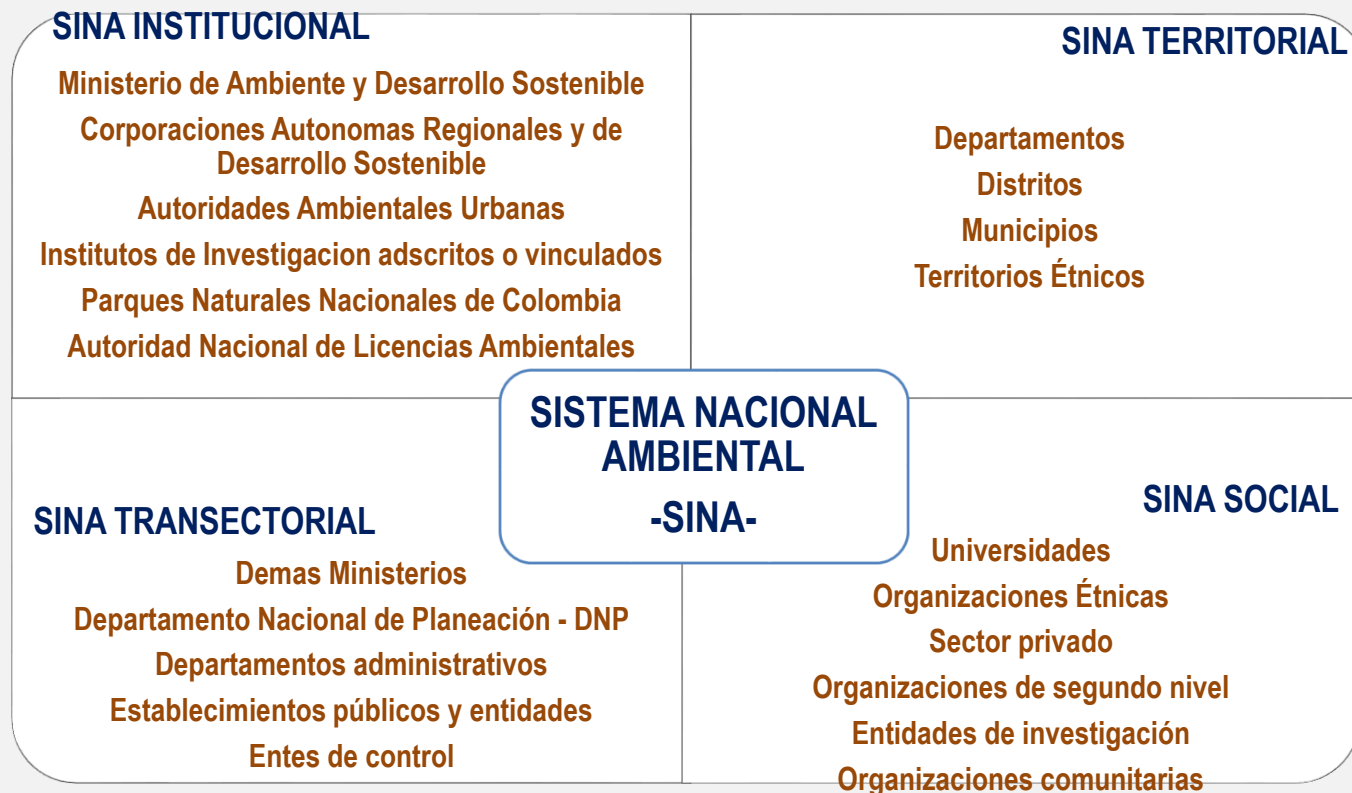 SINA INSTITUCIONAL
Ministerio de Ambiente y Desarrollo Sostenible
Corporaciones Autonomas Regionales y de
Desarrollo Sostenible
Autoridades Ambientales Urbanas
Institutos de Investigacion adscritos o vinculados
Parques Naturales Nacionales de Colombia
Autoridad Nacional de Licencias Ambientales
SINA TERRITORIAL
Departamentos
Distritos
Municipios
Territorios Étnicos
SISTEMA NACIONAL
AMBIENTAL
-SINA-
SINA TRANSECTORIAL
Demas Ministerios
Departamento Nacional de Planeación - DNP
Departamentos administrativos
Establecimientos públicos y entidades
Entes de control
SINA SOCIAL
Universidades
Organizaciones Étnicas
Sector privado
Organizaciones de segundo nivel
Entidades de investigación
Organizaciones comunitarias